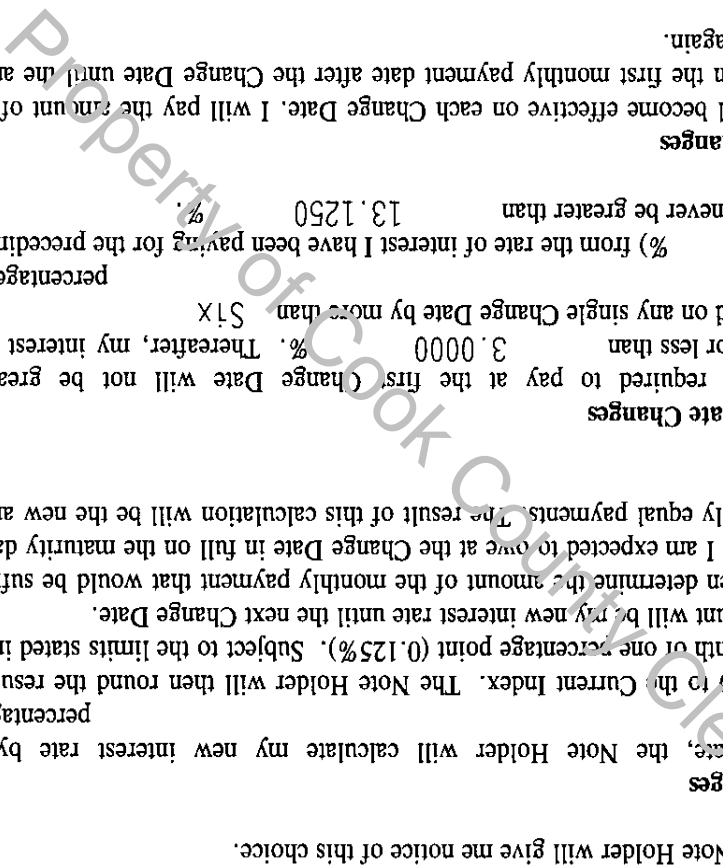 Note Holder will give me notice of this choice.
ges
ate, the Note Holder will calculate my new interest rate by
percentag
to the Current Index. The Note Holder will then round the resu
nth of one percentage point (0.125%). Subject to the limits stated in
unt will be my new interest rate until the next Change Date.
en determine the amount of the monthly payment that would be suf
I am expected to owe at the Change Date in full on the maturity da
ly equal payments. The result of this calculation will be the new a
ate Changes
required to pay at the first Change Date will not be grea
or less than 3.0000 %. Thereafter, my interest
d on any single Change Date by more than Six
percentage
%) from the rate of interest I have been paying for the precedin
never be greater than 13.1250 %.
anges
l become effective on each Change Date. I will pay the amount of
n the first monthly payment date after the Change Date until the a
again.
Property of Cook County Cle